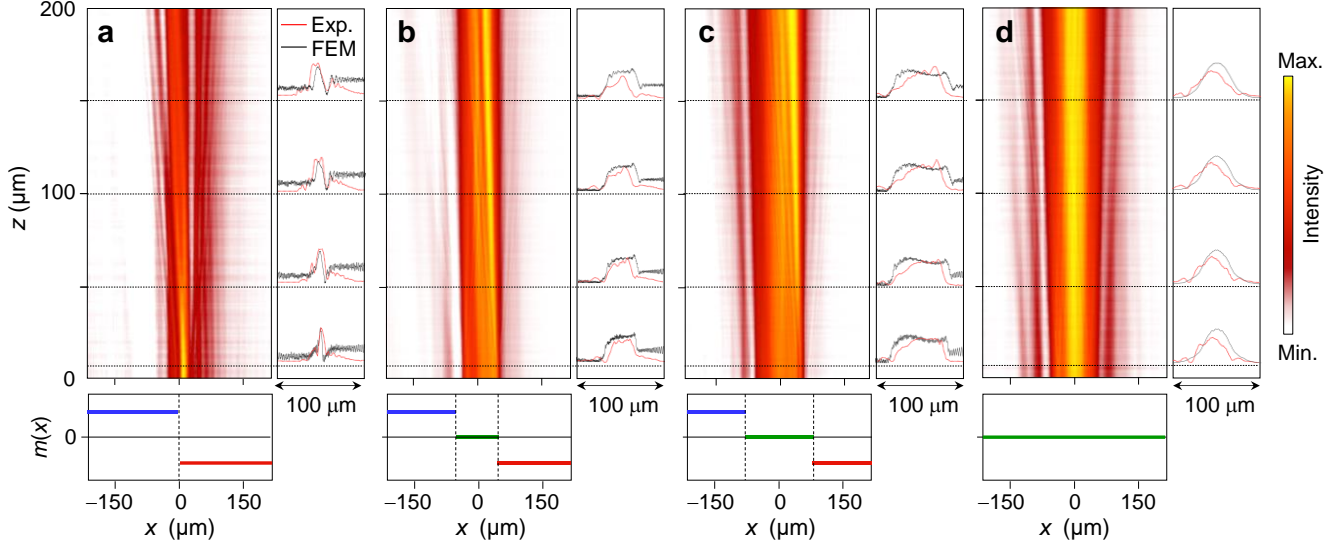 200
a
Exp.
FEM
b
c
d
Max.
100
z (μm)
Intensity
0
Min.
100 μm
100 μm
100 μm
100 μm
m(x)
0
−150 0 150
−150 0 150
−150 0 150
−150 0 150
x (μm)
x (μm)
x (μm)
x (μm)